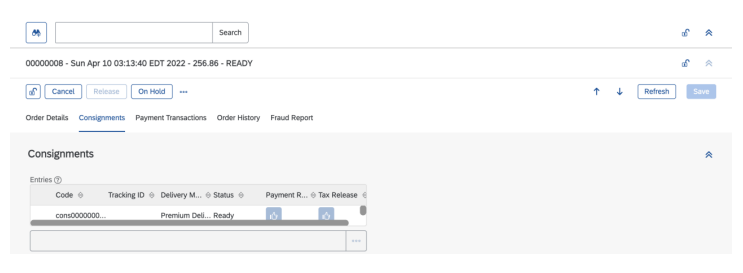 Search
00000008 - Sun Apr 10 03:13:40 EDT 2022 - 256.86 - READY
Cancel Release On Hold ••• Refresh Save
Order Details Consignments Payment Transactions Order History Fraud Report
Consignments
Entries ?
Code Tracking ID Delivery M... Status Payment R... Tax Release
cons0000000... Premium Deli... Ready
•••